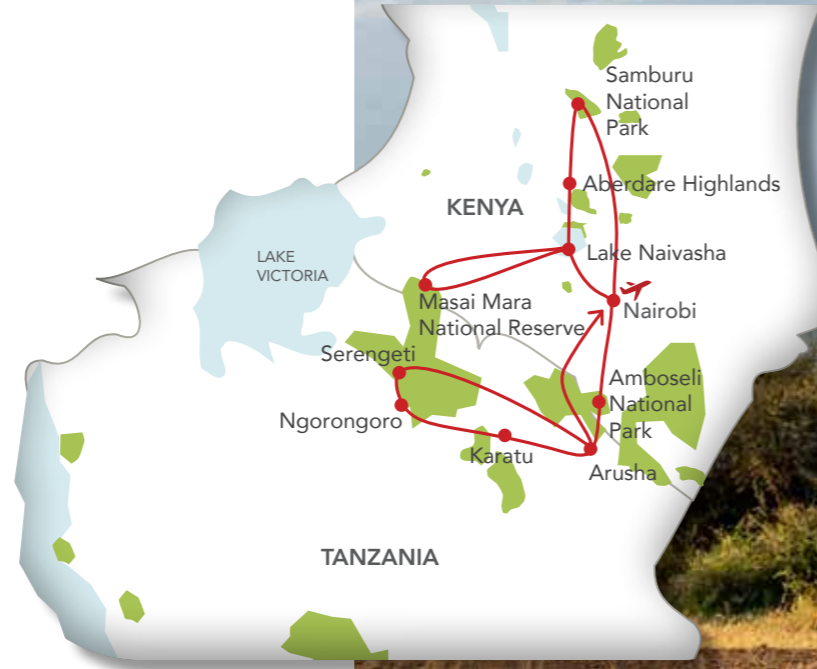 Samburu
National
Park
Aberdare Highlands
KENYA
Lake Naivasha
LAKE
VICTORIA
Masai Mara
National Reserve
Nairobi
Serengeti
Amboseli
National
Park
Ngorongoro
Karatu
Arusha
TANZANIA